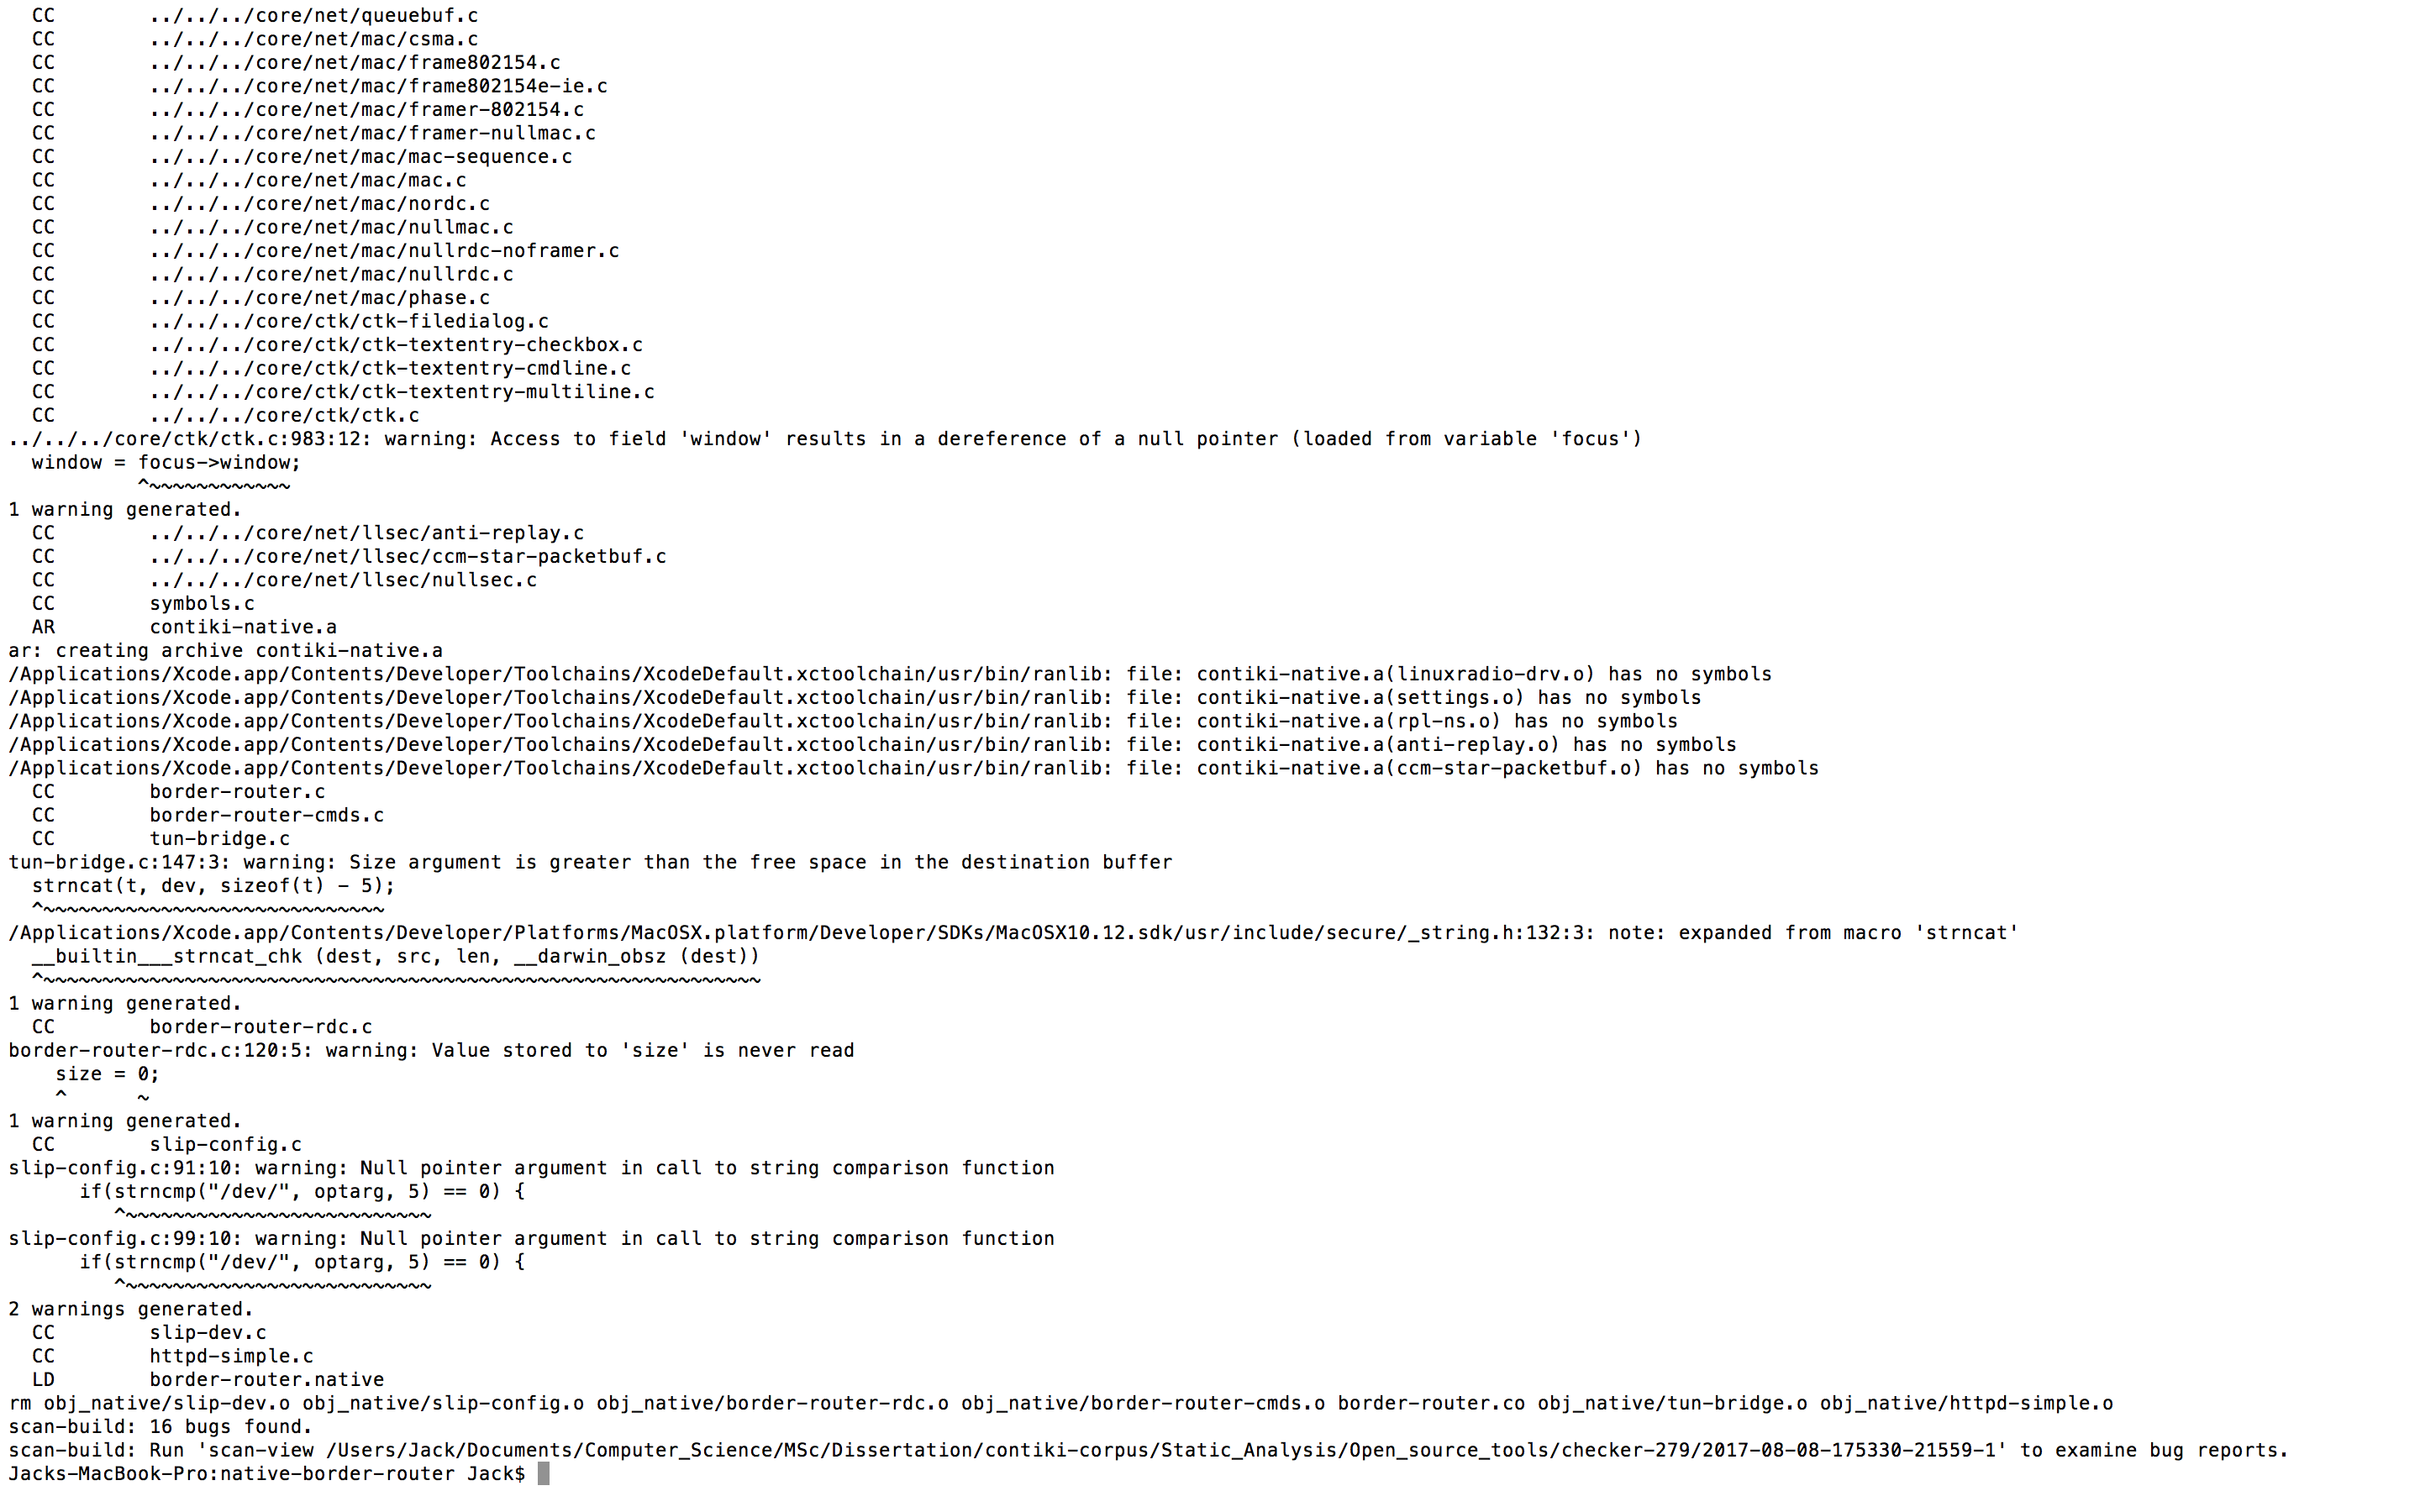 CC ../../../core/net/queuebuf.c
CC ../../../core/net/mac/csma.c
CC ../../../core/net/mac/frame802154.c
CC ../../../core/net/mac/frame802154e-ie.c
CC ../../../core/net/mac/framer-802154.c
CC ../../../core/net/mac/framer-nullmac.c
CC ../../../core/net/mac/mac-sequence.c
CC ../../../core/net/mac/mac.c
CC ../../../core/net/mac/nordc.c
CC ../../../core/net/mac/nullmac.c
CC ../../../core/net/mac/nullrdc-noframer.c
CC ../../../core/net/mac/nullrdc.c
CC ../../../core/net/mac/phase.c
CC ../../../core/ctk/ctk-filedialog.c
CC ../../../core/ctk/ctk-textentry-checkbox.c
CC ../../../core/ctk/ctk-textentry-cmdline.c
CC ../../../core/ctk/ctk-textentry-multiline.c
CC ../../../core/ctk/ctk.c
../../../core/ctk/ctk.c:983:12: warning: Access to field 'window' results in a dereference of a null pointer (loaded from variable 'focus')
window = focus->window;
^~~~~~~~~~~~~
1 warning generated.
CC ../../../core/net/llsec/anti-replay.c
CC ../../../core/net/llsec/ccm-star-packetbuf.c
CC ../../../core/net/llsec/nullsec.c
CC symbols.c
AR contiki-native.a
ar: creating archive contiki-native.a
/Applications/Xcode.app/Contents/Developer/Toolchains/XcodeDefault.xctoolchain/usr/bin/ranlib: file: contiki-native.a(linuxradio-drv.o) has no symbols
/Applications/Xcode.app/Contents/Developer/Toolchains/XcodeDefault.xctoolchain/usr/bin/ranlib: file: contiki-native.a(settings.o) has no symbols
/Applications/Xcode.app/Contents/Developer/Toolchains/XcodeDefault.xctoolchain/usr/bin/ranlib: file: contiki-native.a(rpl-ns.o) has no symbols
/Applications/Xcode.app/Contents/Developer/Toolchains/XcodeDefault.xctoolchain/usr/bin/ranlib: file: contiki-native.a(anti-replay.o) has no symbols
/Applications/Xcode.app/Contents/Developer/Toolchains/XcodeDefault.xctoolchain/usr/bin/ranlib: file: contiki-native.a(ccm-star-packetbuf.o) has no symbols
CC border-router.c
CC border-router-cmds.c
CC tun-bridge.c
tun-bridge.c:147:3: warning: Size argument is greater than the free space in the destination buffer
strncat(t, dev, sizeof(t) - 5);
^~~~~~~~~~~~~~~~~~~~~~~~~~~~~~
/Applications/Xcode.app/Contents/Developer/Platforms/MacOSX.platform/Developer/SDKs/MacOSX10.12.sdk/usr/include/secure/_string.h:132:3: note: expanded from macro 'strncat'
__builtin___strncat_chk (dest, src, len, __darwin_obsz (dest))
^~~~~~~~~~~~~~~~~~~~~~~~~~~~~~~~~~~~~~~~~~~~~~~~~~~~~~~~~~~~~~
1 warning generated.
CC border-router-rdc.c
border-router-rdc.c:120:5: warning: Value stored to 'size' is never read
size = 0;
^      ~
1 warning generated.
CC slip-config.c
slip-config.c:91:10: warning: Null pointer argument in call to string comparison function
if(strncmp("/dev/", optarg, 5) == 0) {
^~~~~~~~~~~~~~~~~~~~~~~~~~~
slip-config.c:99:10: warning: Null pointer argument in call to string comparison function
if(strncmp("/dev/", optarg, 5) == 0) {
^~~~~~~~~~~~~~~~~~~~~~~~~~~
2 warnings generated.
CC slip-dev.c
CC httpd-simple.c
LD border-router.native
rm obj_native/slip-dev.o obj_native/slip-config.o obj_native/border-router-rdc.o obj_native/border-router-cmds.o border-router.co obj_native/tun-bridge.o obj_native/httpd-simple.o
scan-build: 16 bugs found.
scan-build: Run 'scan-view /Users/Jack/Documents/Computer_Science/MSc/Dissertation/contiki-corpus/Static_Analysis/Open_source_tools/checker-279/2017-08-08-175330-21559-1' to examine bug reports.
Jacks-MacBook-Pro:native-border-router Jack$